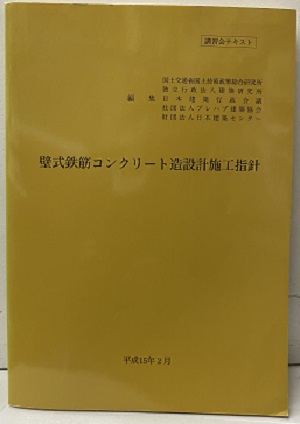 講習会テキスト
国土交通省国土技術政策総合研究所
独立行政法人建築研究所
編集 日本建築行政会議
社団法人プレハブ建築協会
財団法人日本建築センター
壁式鉄筋コンクリート造設計施工指針
平成15年2月